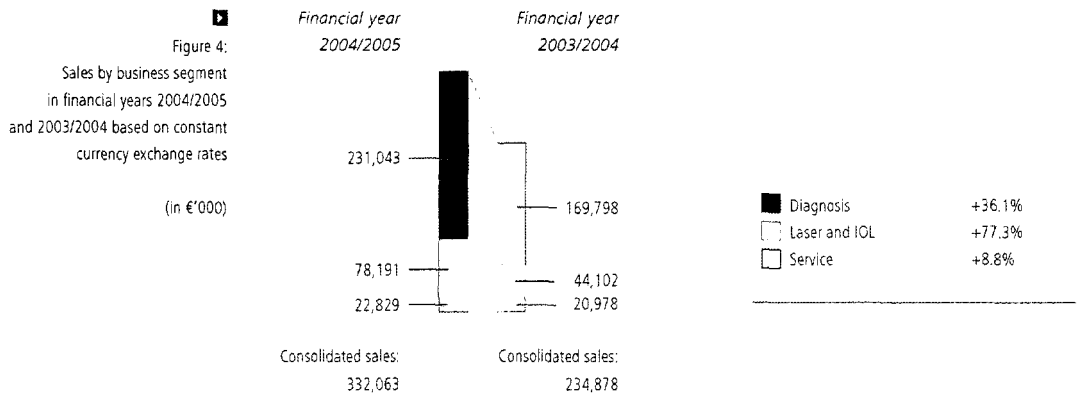 Figure 4:
Sales by business segment
in financial years 2004/2005
and 2003/2004 based on constant
currency exchange rates
(in €'000)
Financial year
2004/2005
Financial year
2003/2004
231,043
169,798
78,191
44,102
22,829
20,978
Consolidated sales:
332,063
Consolidated sales:
234,878
Diagnosis +36.1%
Laser and IOL +77.3%
Service +8.8%